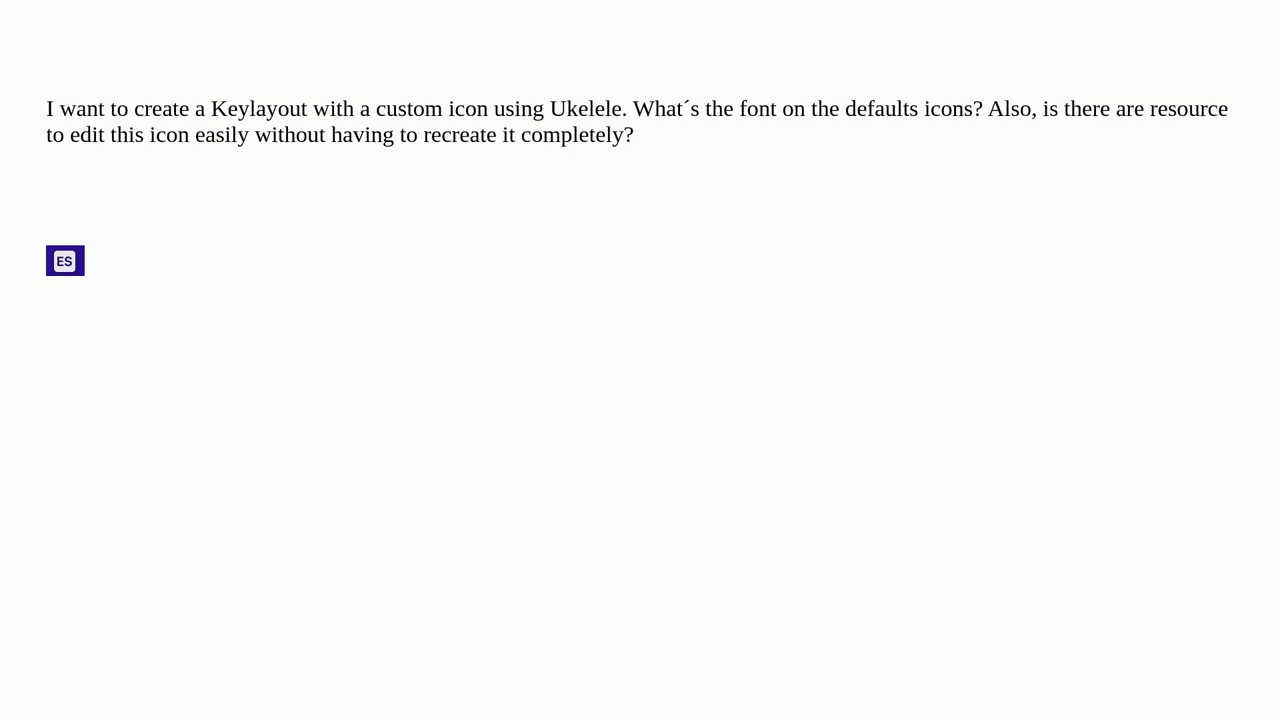 I want to create a Keylayout with a custom icon using Ukelele. What´s the font on the defaults icons? Also, is there are resource
to edit this icon easily without having to recreate it completely?
ES